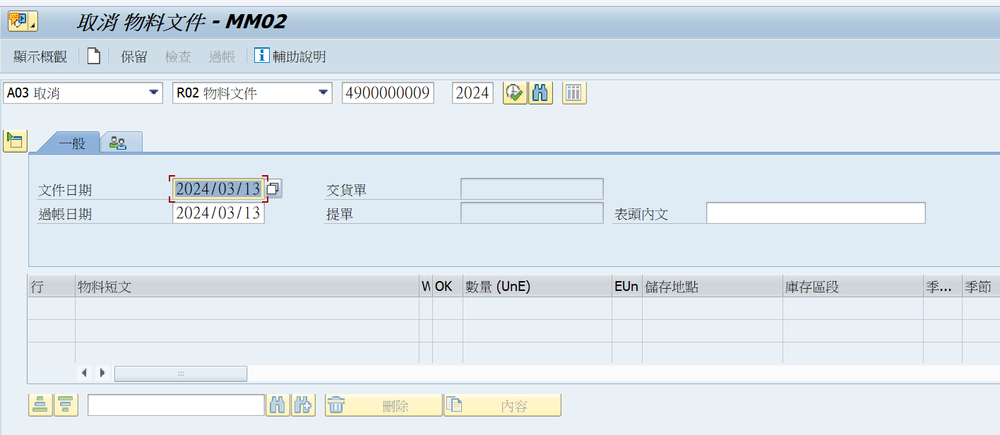 取消 物料文件 - MM02
顯示概觀 保留 檢查 過帳 輔助說明
A03 取消 R02 物料文件 4900000009 2024
一般
文件日期 2024/03/13 交貨單
過帳日期 2024/03/13 提單 表頭內文
行 物料短文 W OK 數量 (UnE) EUn 儲存地點 庫存區段 季... 季節
刪除 內容